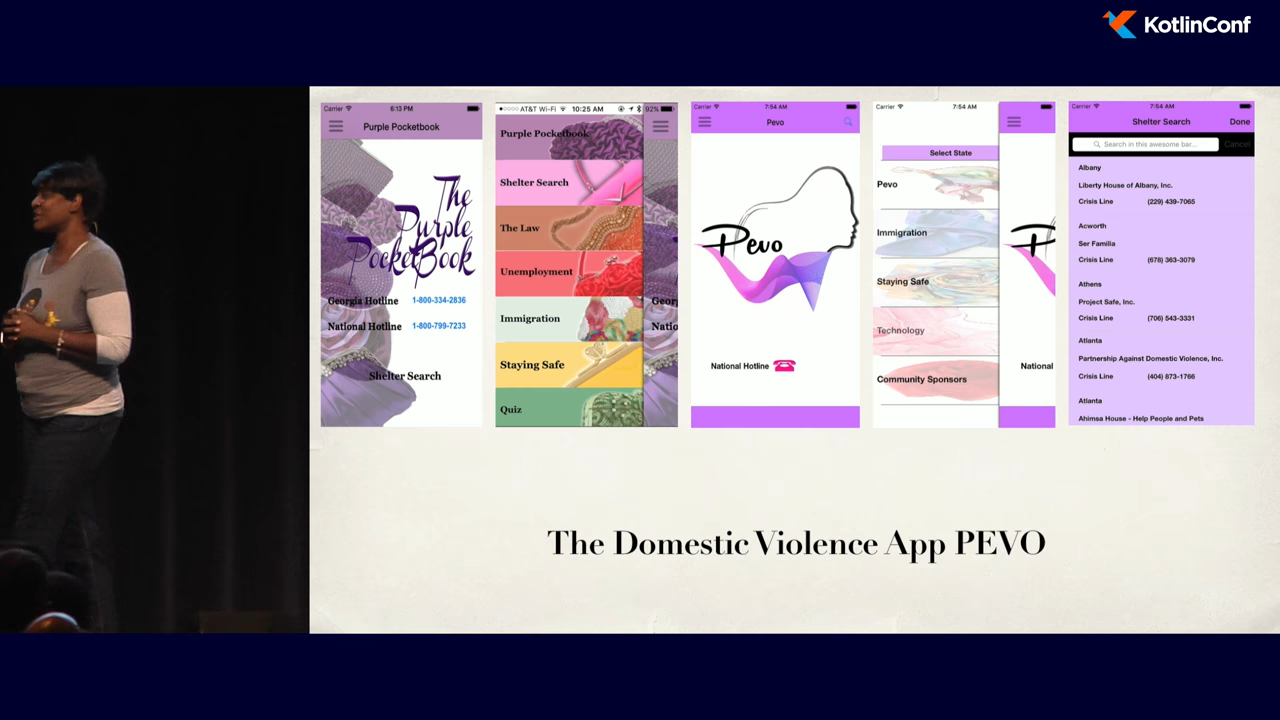 KotlinConf
Carrier 6:13 PM
Purple Pocketbook
The
Purple
PocketBook
Georgia Hotline 1-800-334-2836
National Hotline 1-800-799-7233
Shelter Search
AT&T Wi-Fi 10:25 AM 92%
Purple Pocketbook
Shelter Search
The Law
Unemployment
Immigration
Staying Safe
Quiz
Georg
Natio
Carrier 7:54 AM
Pevo
Pevo
National Hotline
Carrier 7:54 AM
Select State
Pevo
Immigration
Staying Safe
Technology
Community Sponsors
National
Carrier 7:54 AM
Shelter Search Done
Search in this awesome bar... Cancel
Albany
Liberty House of Albany, Inc.
Crisis Line (229) 439-7065
Acworth
Ser Familia
Crisis Line (678) 363-3079
Athens
Project Safe, Inc.
Crisis Line (706) 543-3331
Atlanta
Partnership Against Domestic Violence, Inc.
Crisis Line (404) 873-1766
Atlanta
Ahimsa House - Help People and Pets
The Domestic Violence App PEVO